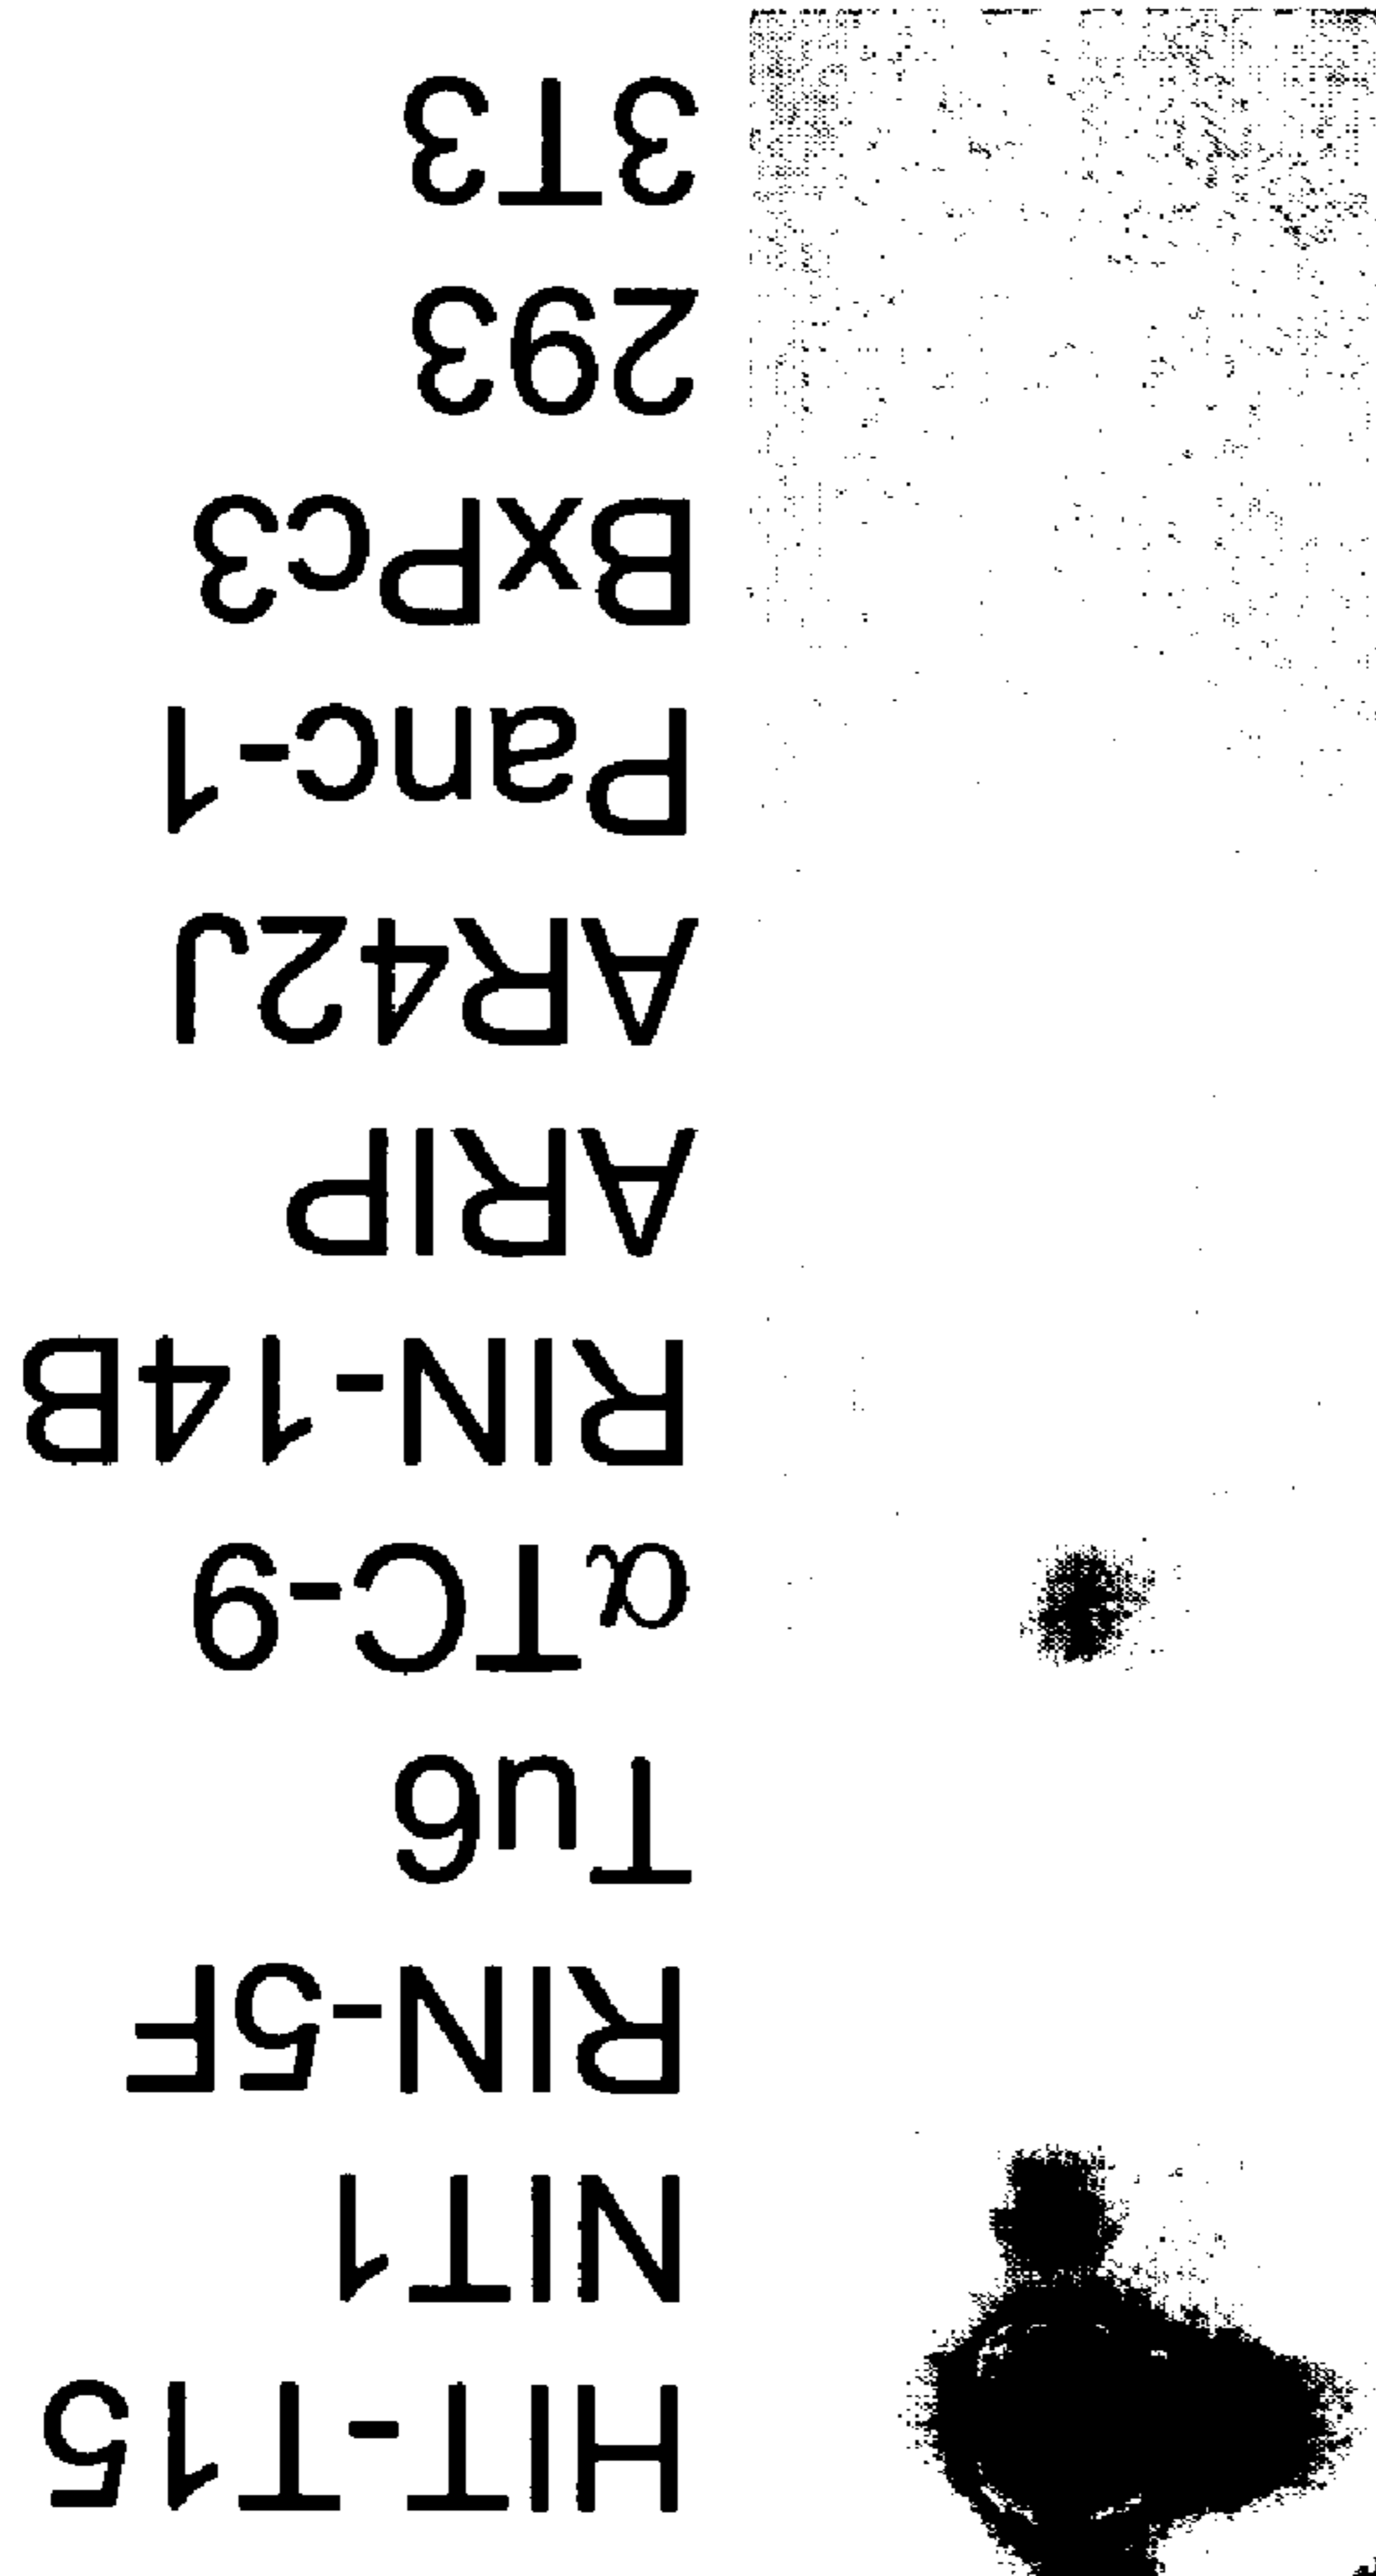 HIT-T15
NIT1
RIN-5F
Tu6
αTC-9
RIN-14B
ARIP
AR42J
Panc-1
BxPc3
293
3T3